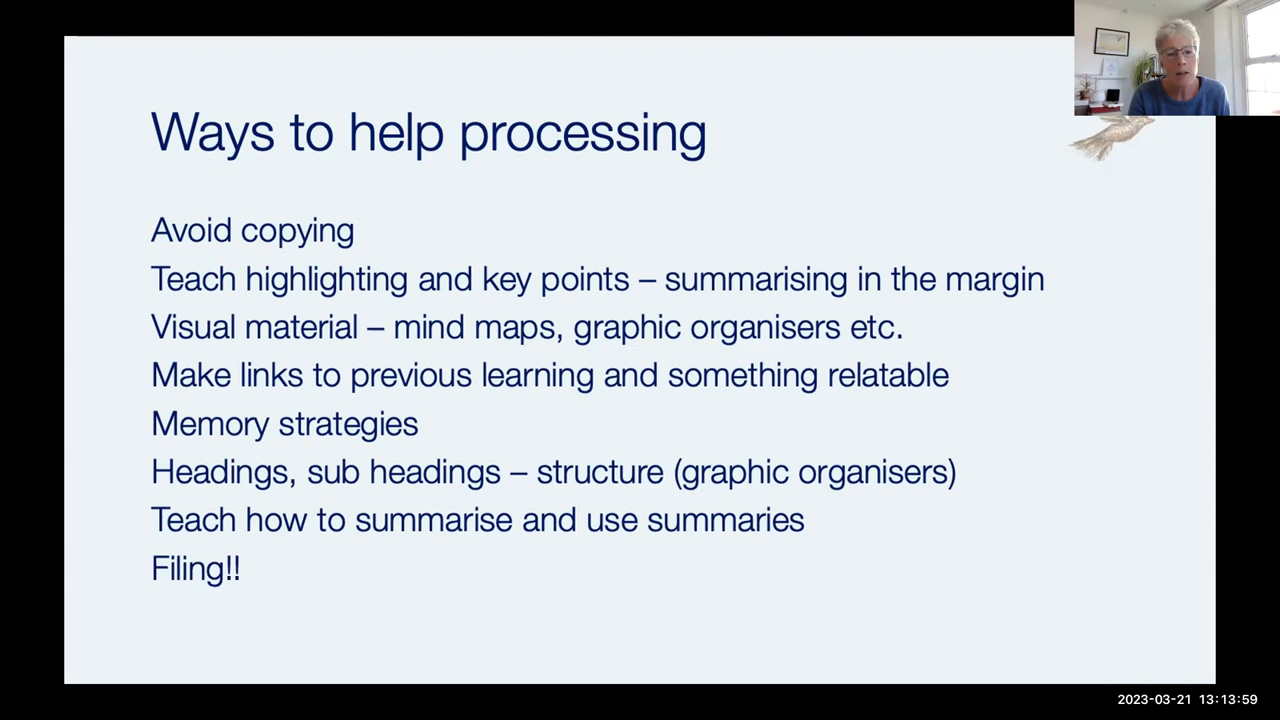 Ways to help processing
Avoid copying
Teach highlighting and key points – summarising in the margin
Visual material – mind maps, graphic organisers etc.
Make links to previous learning and something relatable
Memory strategies
Headings, sub headings – structure (graphic organisers)
Teach how to summarise and use summaries
Filing!!
2023-03-21 13:13:59